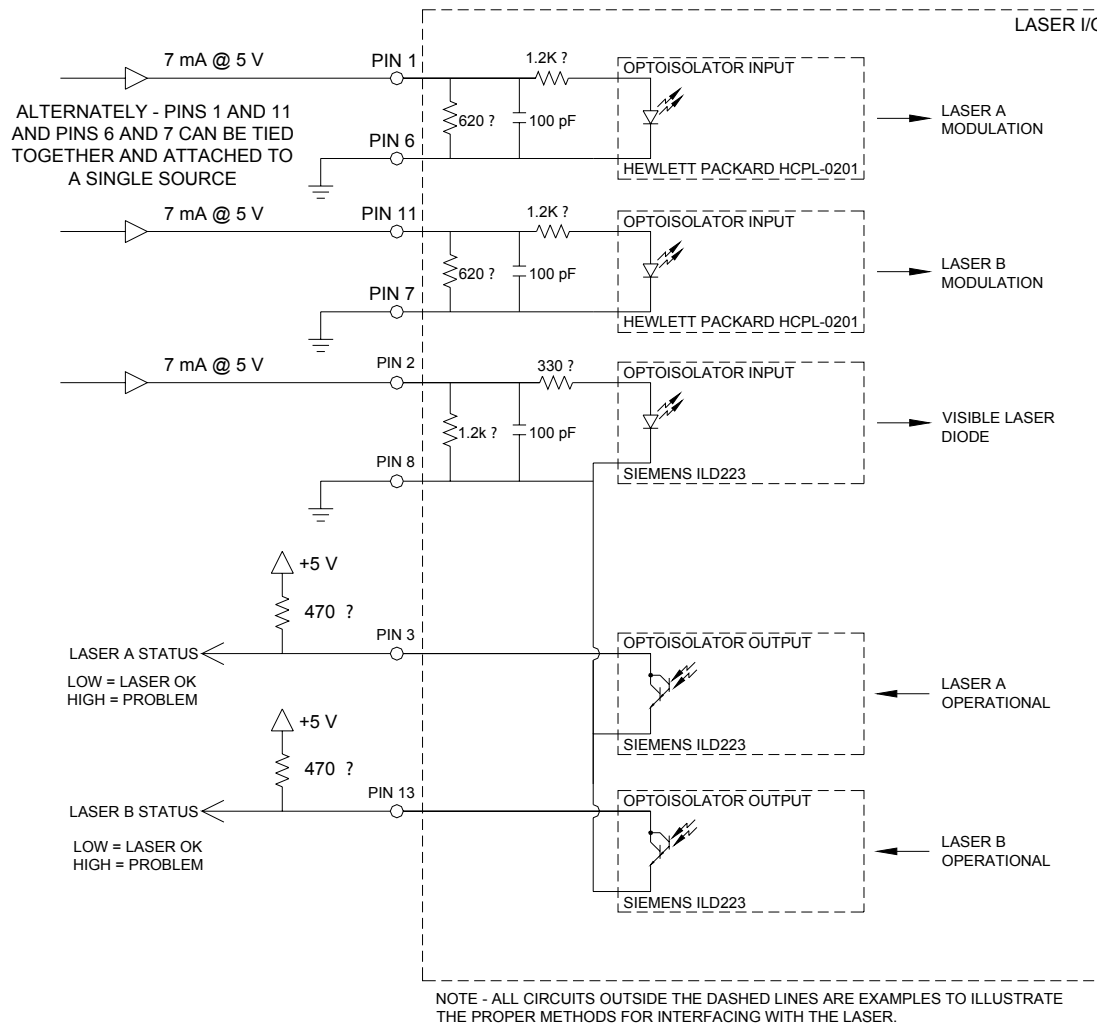 LASER I/O
7 mA @ 5 V
PIN 1
1.2K ?
OPTOISOLATOR INPUT
ALTERNATELY - PINS 1 AND 11
AND PINS 6 AND 7 CAN BE TIED
TOGETHER AND ATTACHED TO
A SINGLE SOURCE
620 ?
100 pF
LASER A
MODULATION
PIN 6
HEWLETT PACKARD HCPL-0201
7 mA @ 5 V
PIN 11
1.2K ?
OPTOISOLATOR INPUT
620 ?
100 pF
LASER B
MODULATION
PIN 7
HEWLETT PACKARD HCPL-0201
7 mA @ 5 V
PIN 2
330 ?
OPTOISOLATOR INPUT
1.2k ?
100 pF
VISIBLE LASER
DIODE
PIN 8
SIEMENS ILD223
+5 V
470 ?
PIN 3
OPTOISOLATOR OUTPUT
LASER A STATUS
LOW = LASER OK
HIGH = PROBLEM
LASER A
OPERATIONAL
SIEMENS ILD223
+5 V
470 ?
PIN 13
OPTOISOLATOR OUTPUT
LASER B STATUS
LOW = LASER OK
HIGH = PROBLEM
LASER B
OPERATIONAL
SIEMENS ILD223
NOTE - ALL CIRCUITS OUTSIDE THE DASHED LINES ARE EXAMPLES TO ILLUSTRATE
THE PROPER METHODS FOR INTERFACING WITH THE LASER.